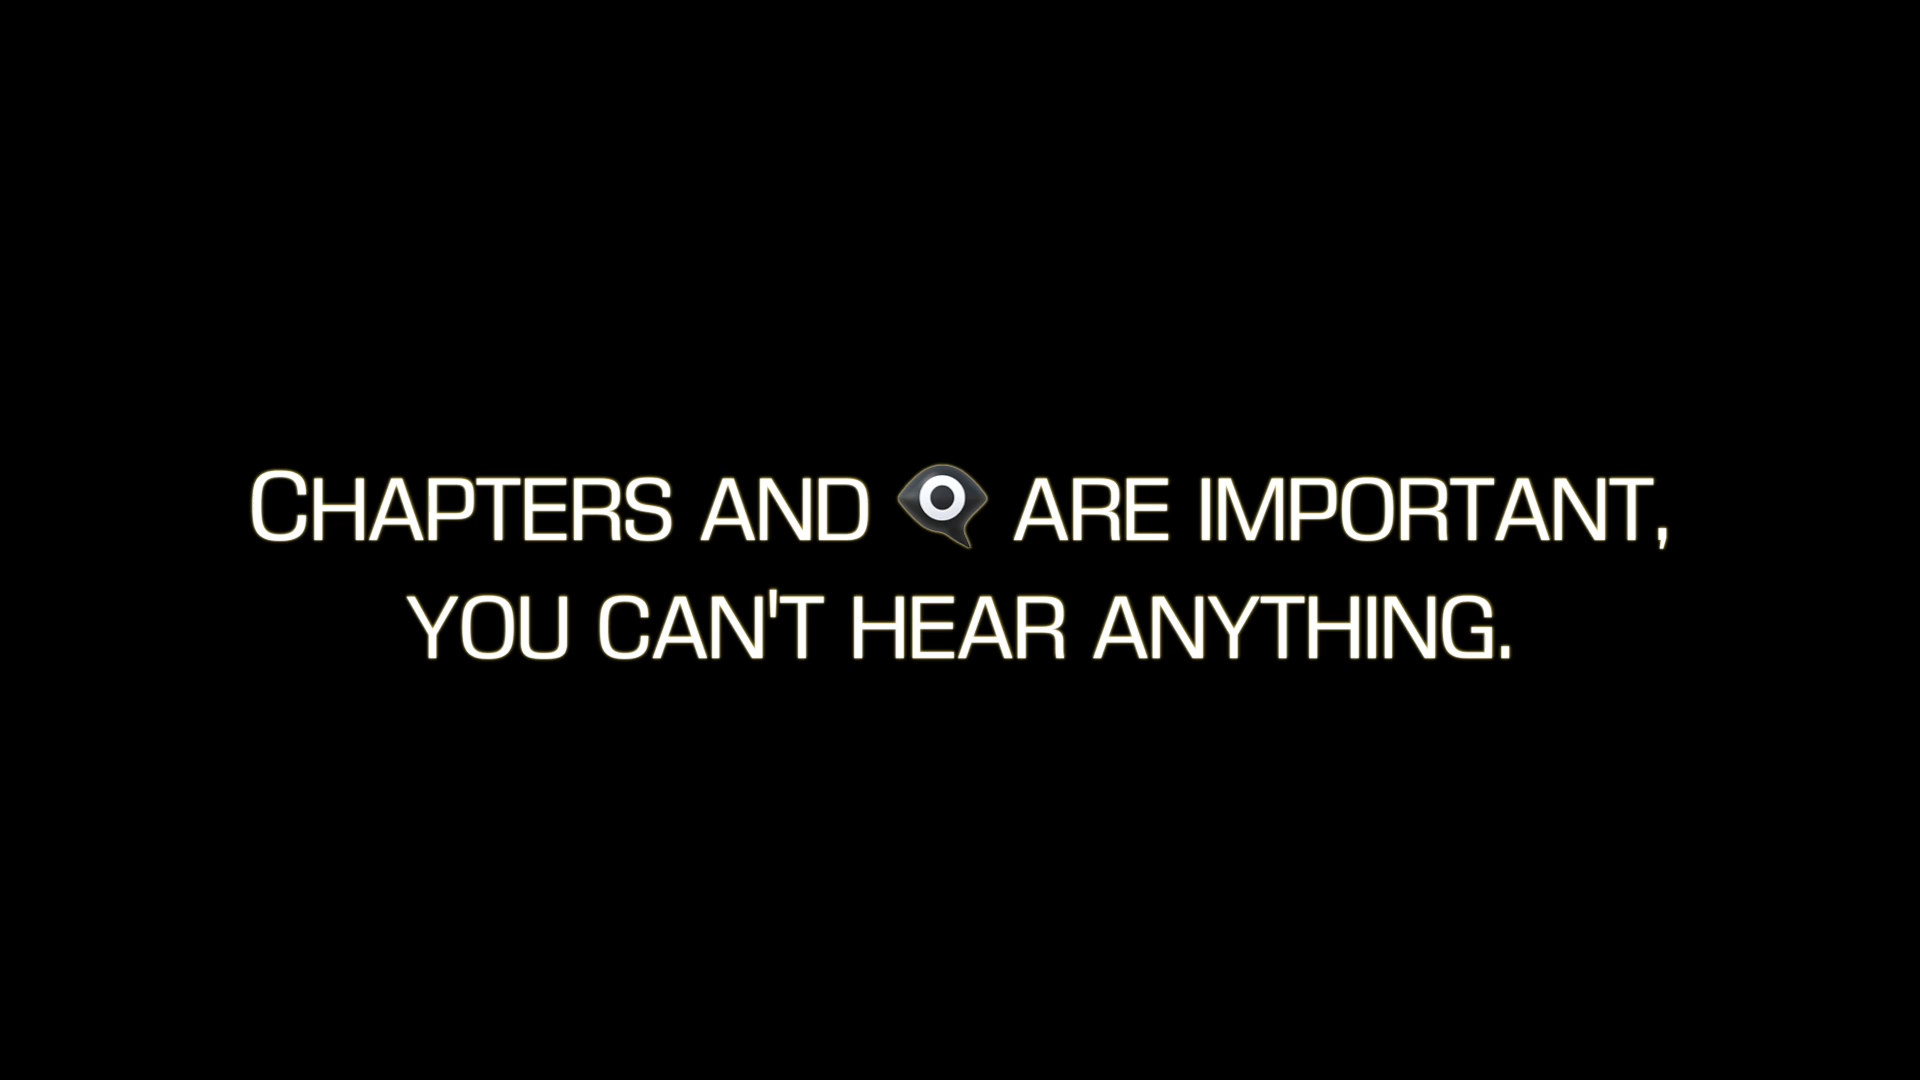 Chapters and 👁️‍🗨️ are important,
you can't hear anything.